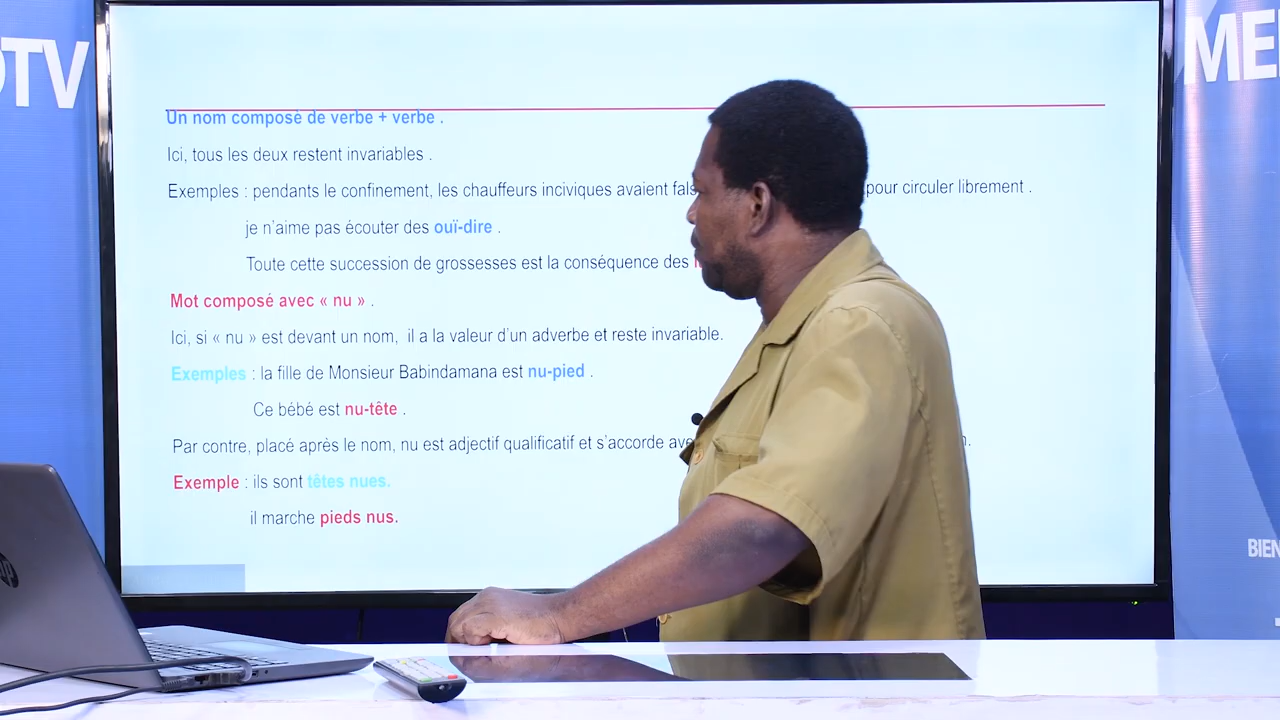 Un nom composé de verbe + verbe .
Ici, tous les deux restent invariables .
Exemples : pendants le confinement, les chauffeurs inciviques avaient pour circuler librement .
je n'aime pas écouter des ouï-dire .
Toute cette succession de grossesses est la conséquence des
Mot composé avec « nu » .
Ici, si « nu » est devant un nom, il a la valeur d'un adverbe et reste invariable.
Exemples : la fille de Monsieur Babindamana est nu-pied .
Ce bébé est nu-tête .
Par contre, placé après le nom, nu est adjectif qualificatif et s'accorde
Exemple : ils sont têtes nues.
il marche pieds nus.